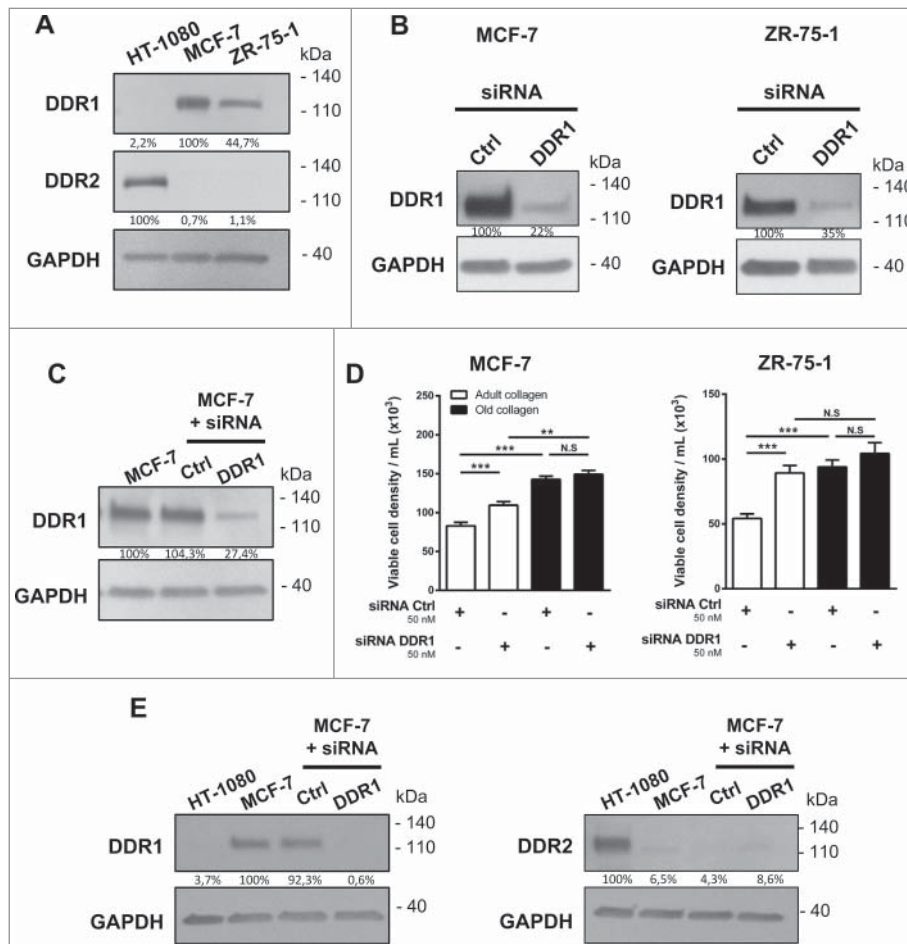 A
HT-1080
MCF-7
ZR-75-1
kDa
DDR1
- 140
- 110
2,2% 100% 44,7%
DDR2
- 140
- 110
100% 0,7% 1,1%
GAPDH
- 40
B
MCF-7
siRNA
Ctrl
DDR1
kDa
DDR1
- 140
- 110
100% 22%
GAPDH
- 40
ZR-75-1
siRNA
Ctrl
DDR1
kDa
DDR1
- 140
- 110
100% 35%
GAPDH
- 40
C
MCF-7
+ siRNA
MCF-7
Ctrl
DDR1
kDa
DDR1
- 140
- 110
100% 104,3% 27,4%
GAPDH
- 40
D
MCF-7
Viable cell density / mL (x10³)
250
200
150
100
50
0
Adult collagen
Old collagen
**
*** N.S
***
siRNA Ctrl + - + -
50 nM
siRNA DDR1 - + - +
50 nM
ZR-75-1
Viable cell density / mL (x10³)
150
100
50
0
N.S
*** N.S
***
siRNA Ctrl + - + -
50 nM
siRNA DDR1 - + - +
50 nM
E
MCF-7
+ siRNA
HT-1080
MCF-7
Ctrl
DDR1
kDa
DDR1
- 140
- 110
3,7% 100% 92,3% 0,6%
GAPDH
- 40
MCF-7
+ siRNA
HT-1080
MCF-7
Ctrl
DDR1
kDa
DDR2
- 140
- 110
100% 6,5% 4,3% 8,6%
GAPDH
- 40